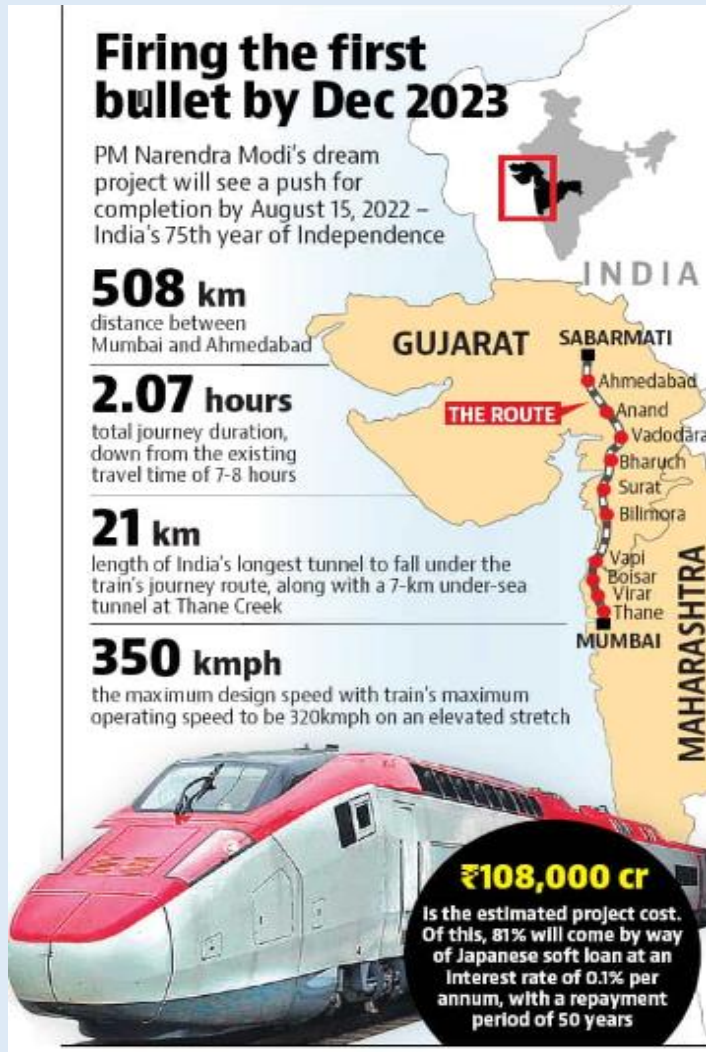 Firing the first
bullet by Dec 2023
PM Narendra Modi's dream
project will see a push for
completion by August 15, 2022 –
India's 75th year of Independence
508 km
distance between
Mumbai and Ahmedabad
2.07 hours
total journey duration,
down from the existing
travel time of 7-8 hours
21 km
length of India's longest tunnel to fall under the
train's journey route, along with a 7-km under-sea
tunnel at Thane Creek
350 kmph
the maximum design speed with train's maximum
operating speed to be 320kmph on an elevated stretch
INDIA
GUJARAT
SABARMATI
Ahmedabad
THE ROUTE
Anand
Vadodara
Bharuch
Surat
Bilimora
Vapi
Boisar
Virar
Thane
MUMBAI
MAHARASHTRA
₹108,000 cr
Is the estimated project cost.
Of this, 81% will come by way
of Japanese soft loan at an
interest rate of 0.1% per
annum, with a repayment
period of 50 years